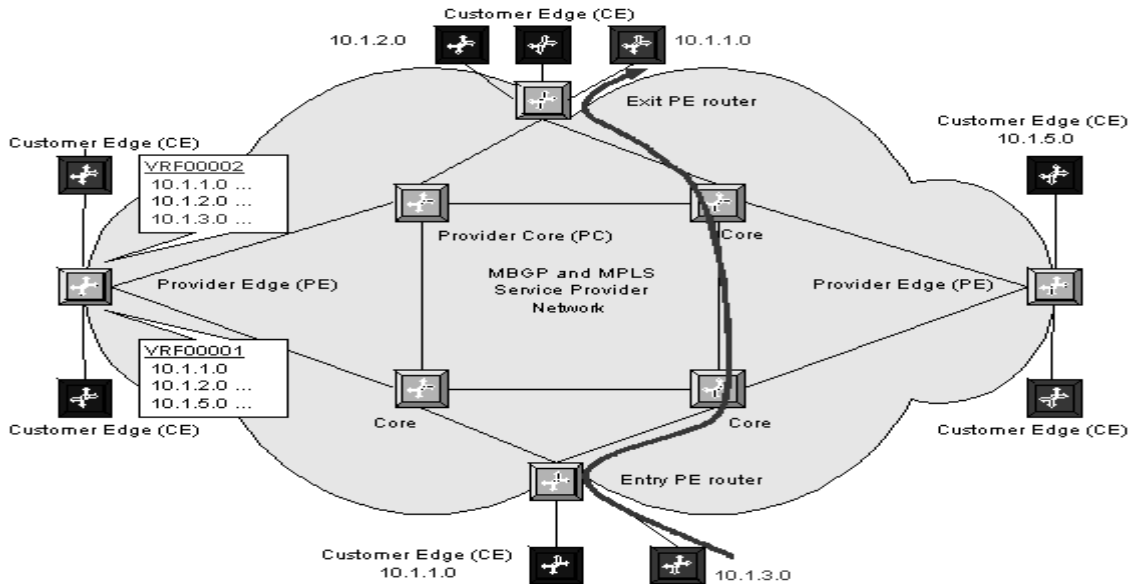 Customer Edge (CE)
10.1.2.0
10.1.1.0
Exit PE router
Customer Edge (CE)
10.1.5.0
Customer Edge (CE)
VRF00002
10.1.1.0 ...
10.1.2.0 ...
10.1.3.0 ...
Provider Core (PC)
Core
MBGP and MPLS
Service Provider
Network
Provider Edge (PE)
Provider Edge (PE)
VRF00001
10.1.1.0
10.1.2.0 ...
10.1.5.0 ...
Customer Edge (CE)
Core
Core
Customer Edge (CE)
Entry PE router
Customer Edge (CE)
10.1.1.0
10.1.3.0